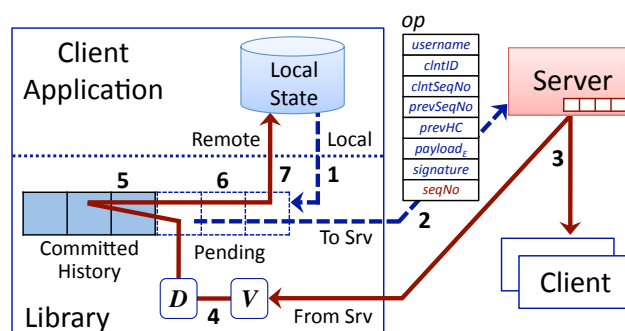 op
Client
Application
Local
State
username
clntID
clntSeqNo
prevSeqNo
prevHC
payload_E
signature
seqNo
Server
Remote
Local
5
6
7
1
2
3
To Srv
Committed
History
Pending
D
4
V
From Srv
Library
Client